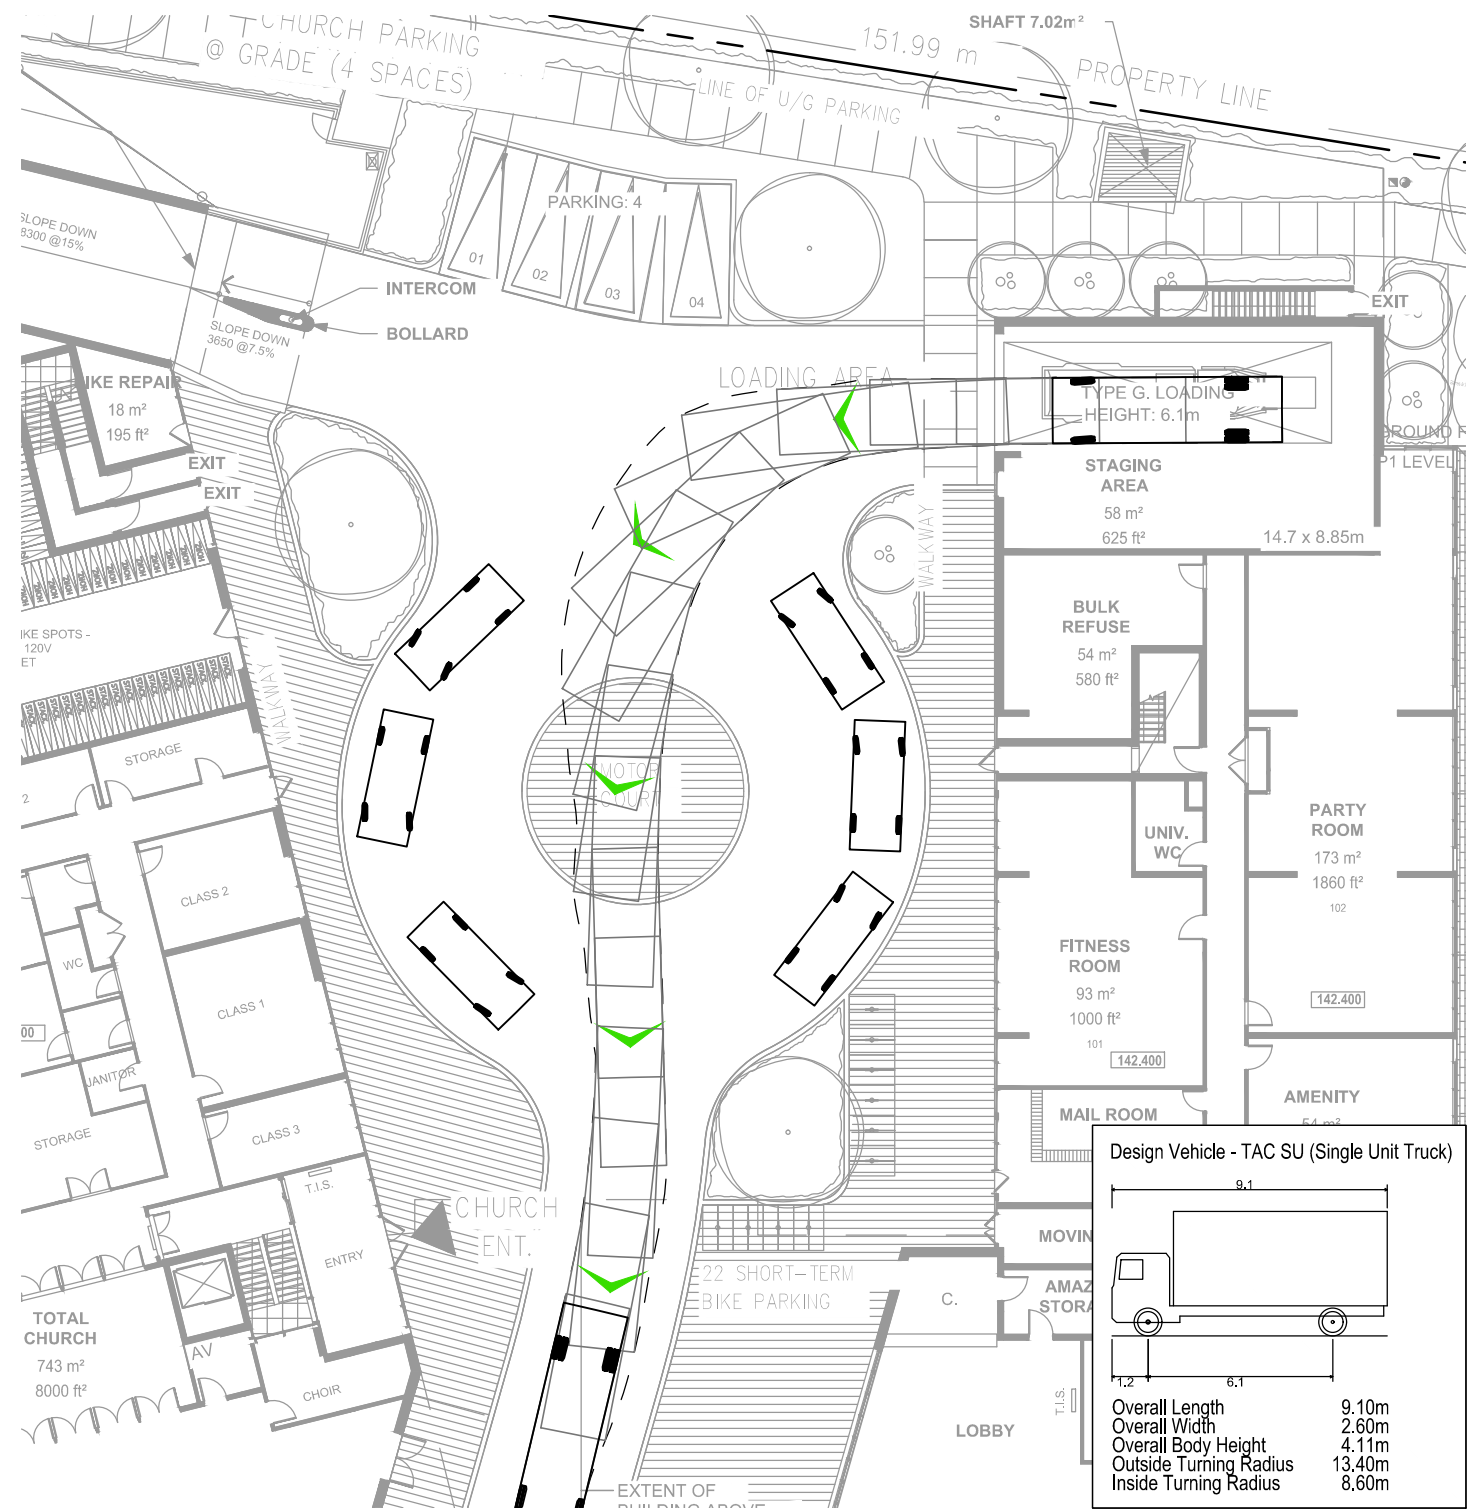 CHURCH PARKING
@ GRADE (4 SPACES)
SHAFT 7.02m²
151.99 m
PROPERTY LINE
LINE OF U/G PARKING
PARKING: 4
01
02
03
04
SLOPE DOWN
8300 @15%
INTERCOM
BOLLARD
SLOPE DOWN
3650 @7.5%
EXIT
LOADING AREA
TYPE G. LOADING
HEIGHT: 6.1m
STAGING
AREA
58 m²
625 ft²
14.7 x 8.85m
P1 LEVEL
18 m²
195 ft²
EXIT
EXIT
WALKWAY
BULK
REFUSE
54 m²
580 ft²
120V
WALKWAY
STORAGE
2
MOTOR
COURT
UNIV.
WC
PARTY
ROOM
173 m²
1860 ft²
102
CLASS 2
WC
CLASS 1
FITNESS
ROOM
93 m²
1000 ft²
101
142.400
142.400
JANITOR
STORAGE
CLASS 3
T.I.S.
MAIL ROOM
AMENITY
54 m²
CHURCH
ENT.
ENTRY
22 SHORT-TERM
BIKE PARKING
C.
TOTAL
CHURCH
743 m²
8000 ft²
AV
CHOIR
T.I.S.
LOBBY
EXTENT OF
BUILDING ABOVE
Design Vehicle - TAC SU (Single Unit Truck)
9.1
1.2
6.1
Overall Length 9.10m
Overall Width 2.60m
Overall Body Height 4.11m
Outside Turning Radius 13.40m
Inside Turning Radius 8.60m